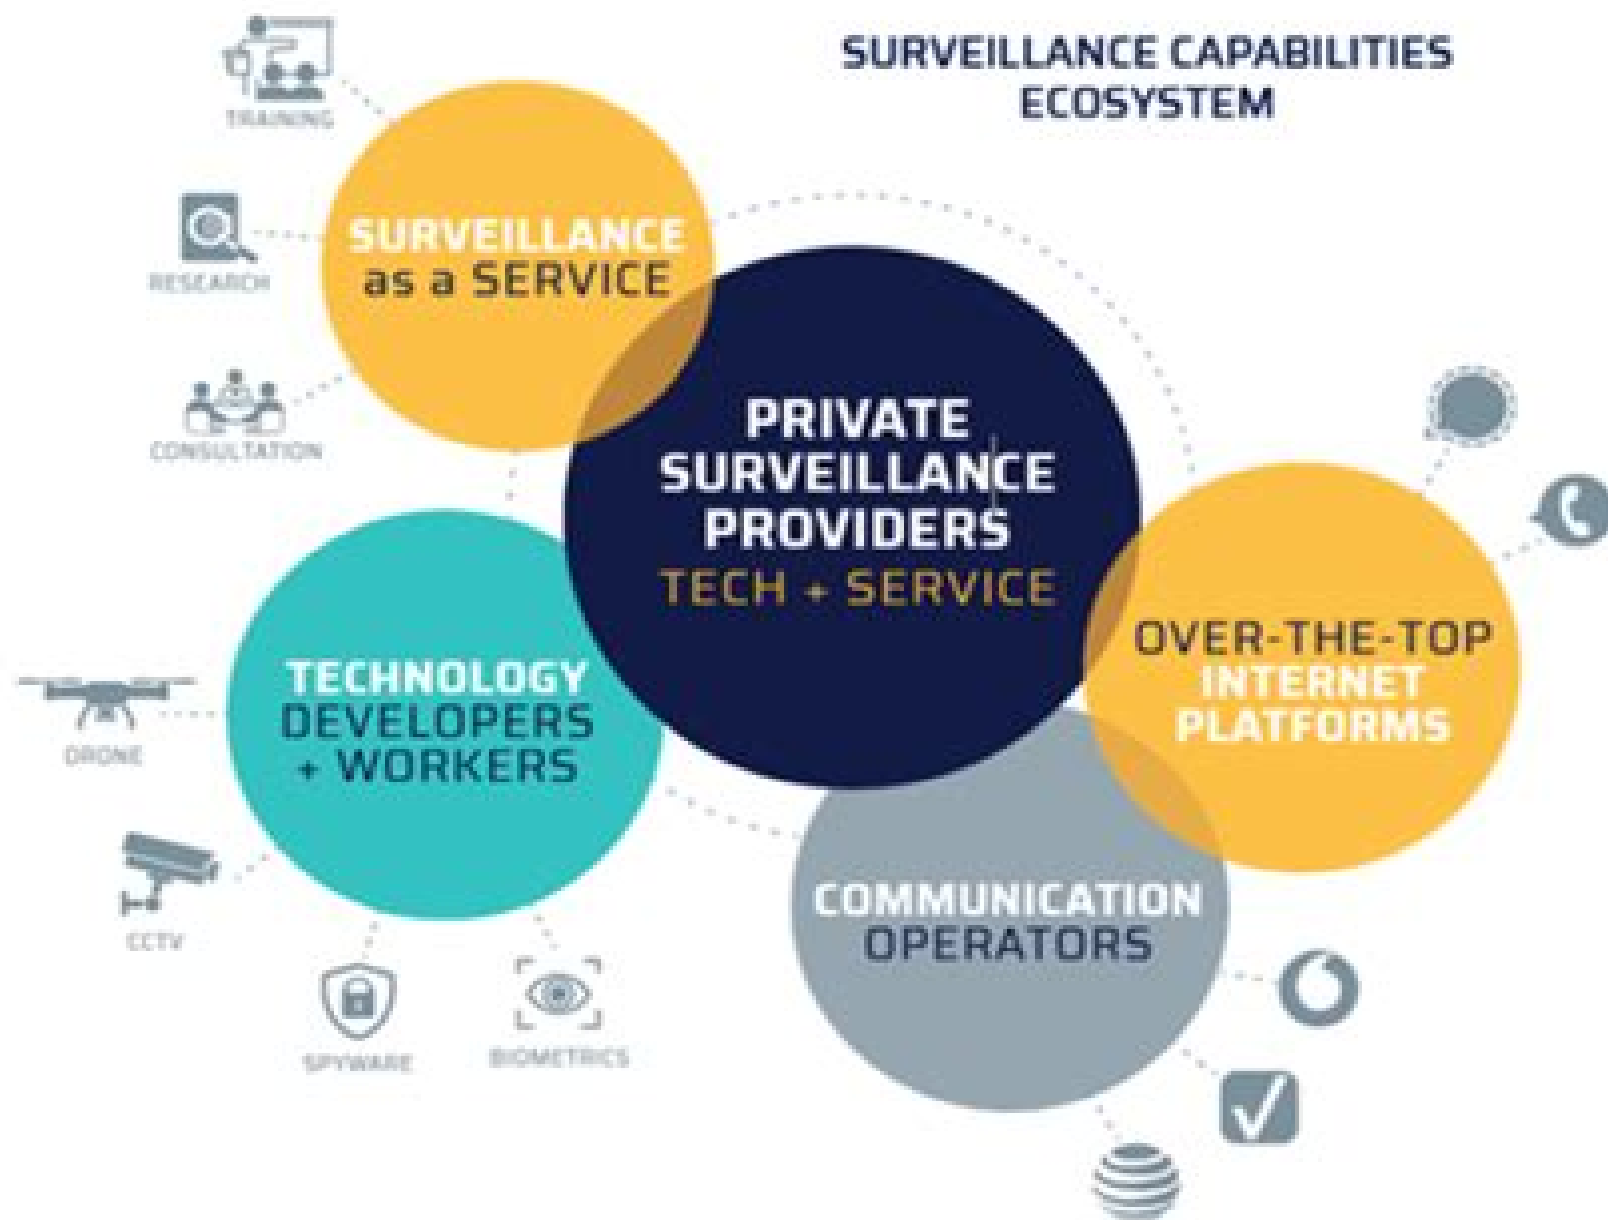 SURVEILLANCE CAPABILITIES
ECOSYSTEM
TRAINING
RESEARCH
CONSULTATION
SURVEILLANCE
as a SERVICE
PRIVATE
SURVEILLANCE
PROVIDERS
TECH + SERVICE
OVER-THE-TOP
INTERNET
PLATFORMS
TECHNOLOGY
DEVELOPERS
+ WORKERS
DRONE
CCTV
SPYWARE
BIOMETRICS
COMMUNICATION
OPERATORS